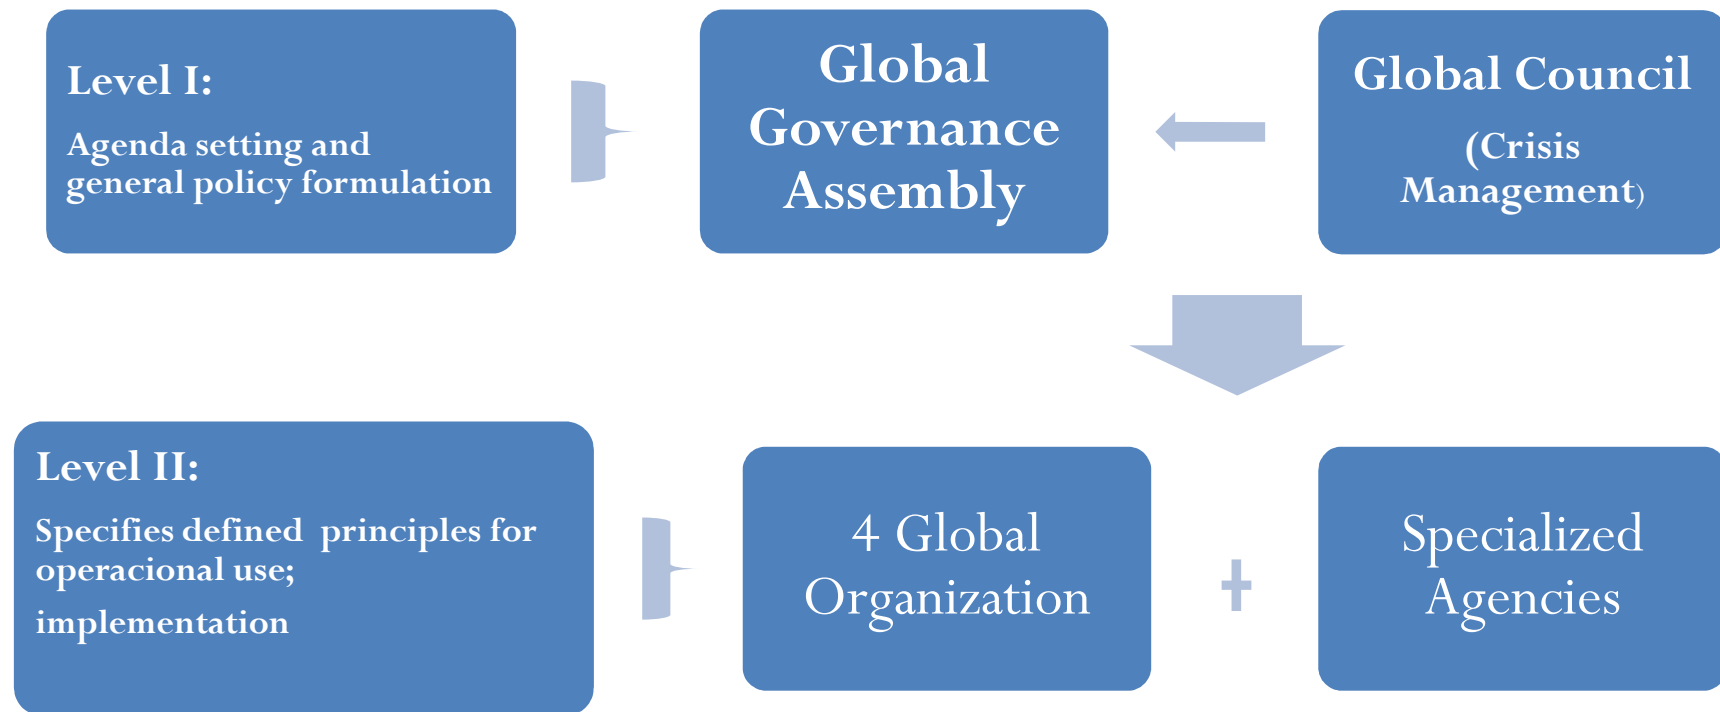 Level I:
Agenda setting and
general policy formulation
Global
Governance
Assembly
Global Council
(Crisis
Management)
Level II:
Specifies defined  principles for
operacional use;
implementation
4 Global
Organization
Specialized
Agencies